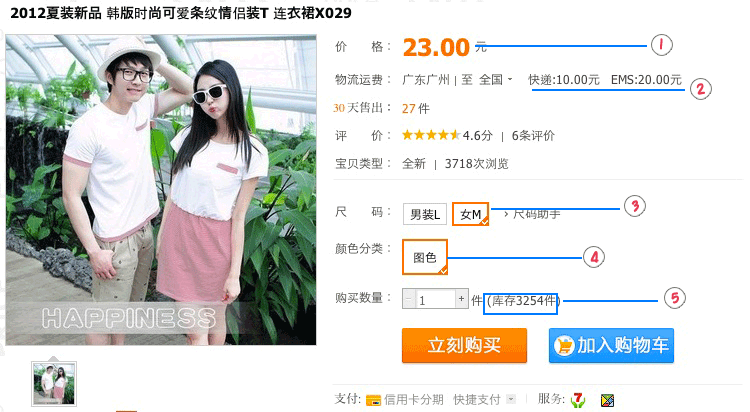 2012夏装新品 韩版时尚可爱条纹情侣装T 连衣裙X029
HAPPINESS
价 格： 23.00 元 1
物流运费： 广东广州 | 至 全国 快递:10.00元 EMS:20.00元 2
30 天售出： 27 件
评 价： 4.6分 | 6条评价
宝贝类型： 全新 | 3718次浏览
尺 码： 男装L 女M > 尺码助手 3
颜色分类： 图色 4
购买数量： − 1 + 件 (库存3254件) 5
立刻购买 加入购物车
支付: 信用卡分期 快捷支付 | 服务: 7